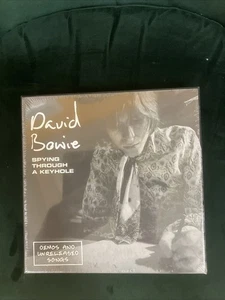 David
Bowie
SPYING
THROUGH
A KEYHOLE
DEMOS AND
UNRELEASED
SONGS